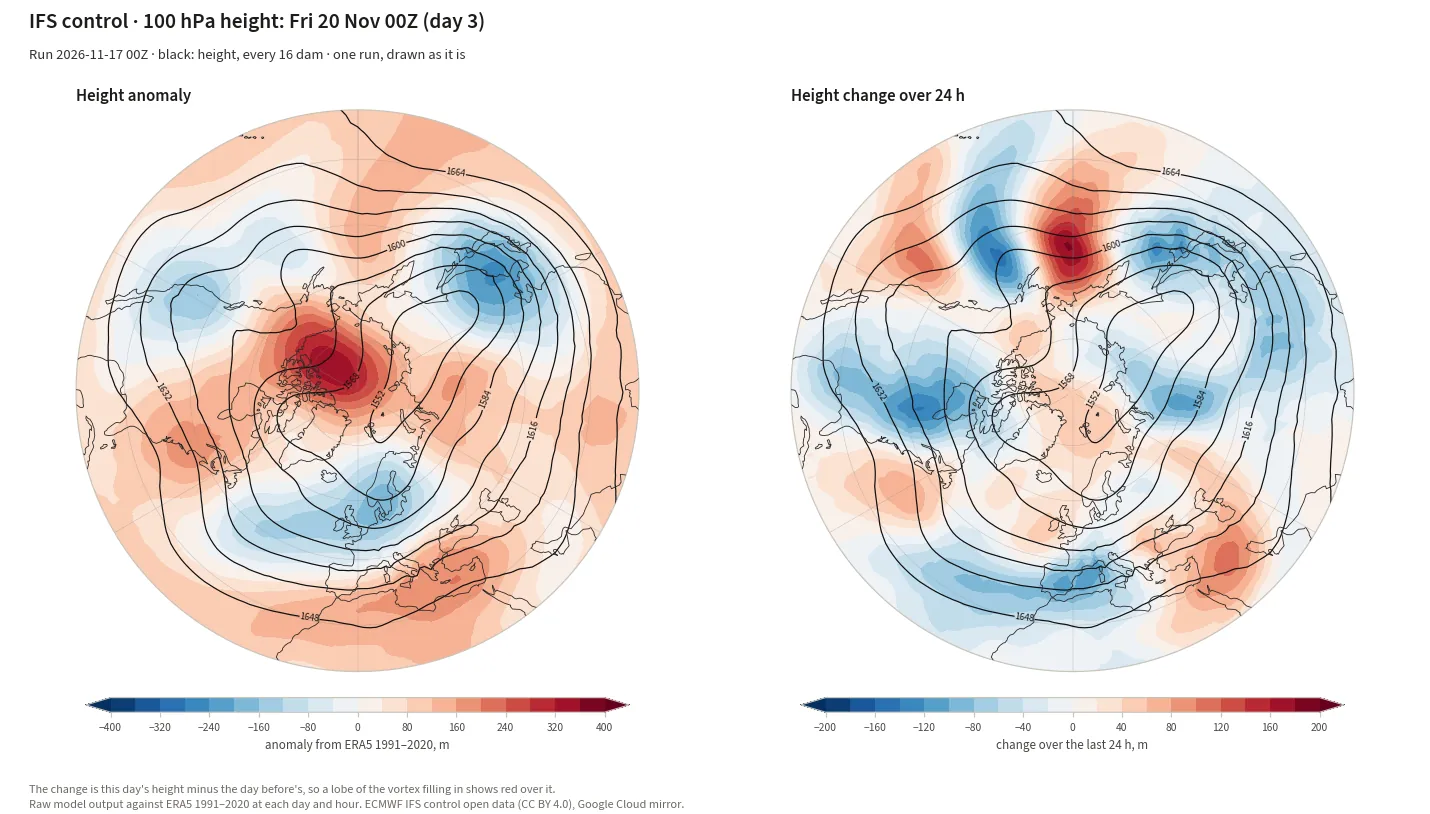 IFS control · 100 hPa height: Fri 20 Nov 00Z (day 3)
Run 2026-11-17 00Z · black: height, every 16 dam · one run, drawn as it is
Height anomaly
1664
1600
1632
1568
1552
1584
1616
1648
−400 −320 −240 −160 −80 0 80 160 240 320 400
anomaly from ERA5 1991–2020, m
Height change over 24 h
1664
1600
1632
1568
1552
1584
1616
1648
−200 −160 −120 −80 −40 0 40 80 120 160 200
change over the last 24 h, m
The change is this day's height minus the day before's, so a lobe of the vortex filling in shows red over it.
Raw model output against ERA5 1991–2020 at each day and hour. ECMWF IFS control open data (CC BY 4.0), Google Cloud mirror.